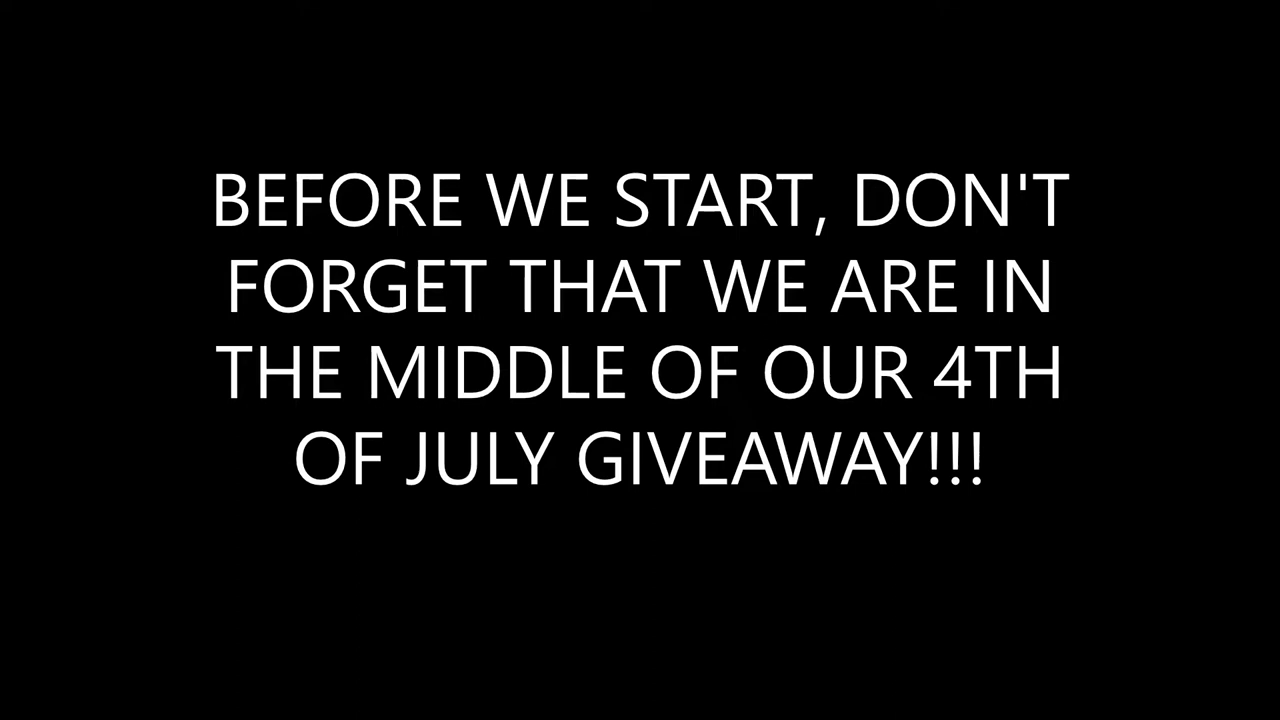 BEFORE WE START, DON'T
FORGET THAT WE ARE IN
THE MIDDLE OF OUR 4TH
OF JULY GIVEAWAY!!!